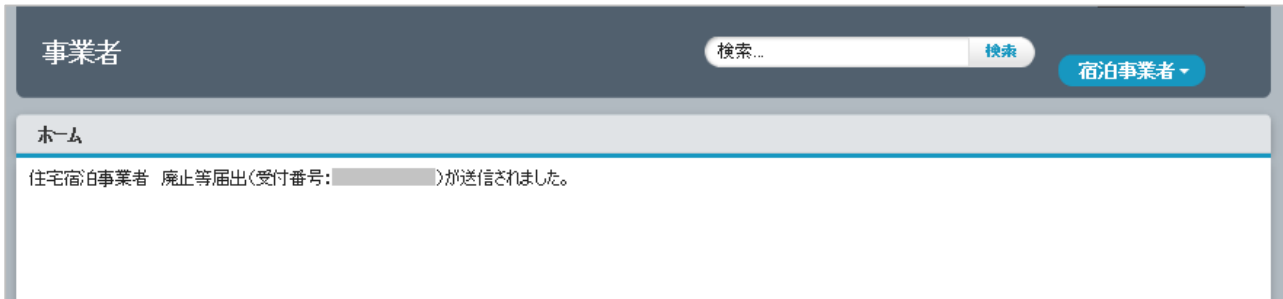 事業者
検索...
検索
宿泊事業者
ホーム
住宅宿泊事業者 廃止等届出(受付番号: )が送信されました。